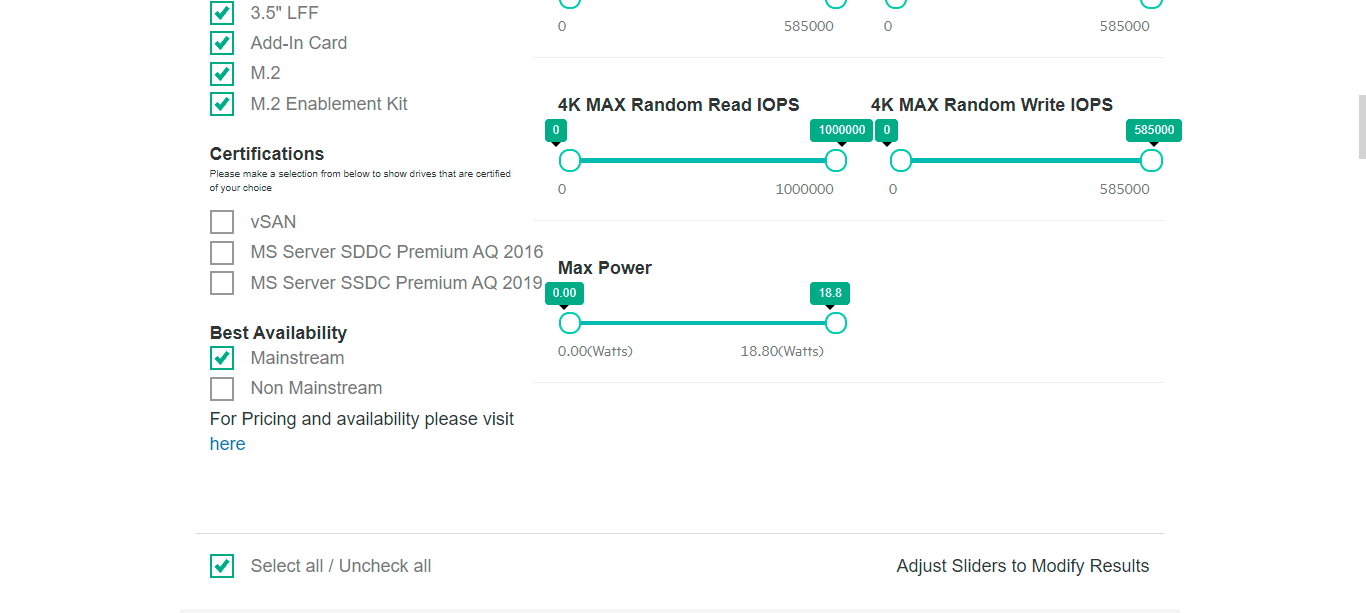 3.5" LFF
Add-In Card
M.2
M.2 Enablement Kit
Certifications
Please make a selection from below to show drives that are certified
of your choice
vSAN
MS Server SDDC Premium AQ 2016
MS Server SSDC Premium AQ 2019
Best Availability
Mainstream
Non Mainstream
For Pricing and availability please visit
here
0 585000
0 585000
4K MAX Random Read IOPS
0 1000000
0 1000000
4K MAX Random Write IOPS
0 585000
0 585000
Max Power
0.00 18.8
0.00(Watts) 18.80(Watts)
Select all / Uncheck all
Adjust Sliders to Modify Results